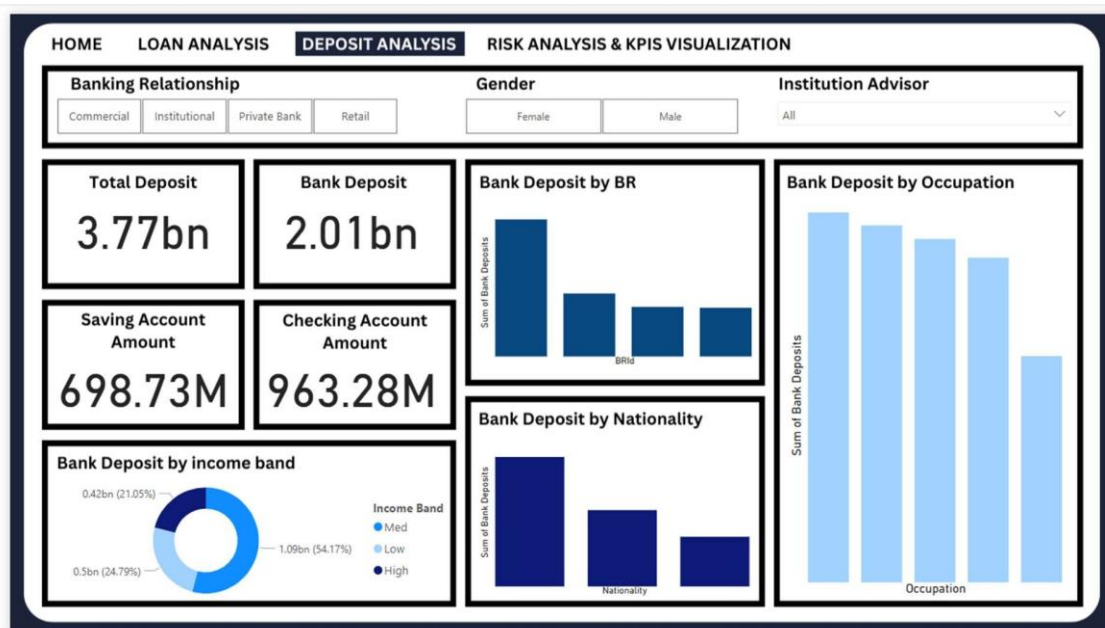 HOME LOAN ANALYSIS DEPOSIT ANALYSIS RISK ANALYSIS & KPIS VISUALIZATION
Banking Relationship
Commercial Institutional Private Bank Retail
Gender
Female Male
Institution Advisor
All
Total Deposit
3.77bn
Bank Deposit
2.01bn
Saving Account
Amount
698.73M
Checking Account
Amount
963.28M
Bank Deposit by income band
0.42bn (21.05%)
0.5bn (24.79%)
1.09bn (54.17%)
Income Band
Med
Low
High
Bank Deposit by BR
Sum of Bank Deposits
BRId
Bank Deposit by Nationality
Sum of Bank Deposits
Nationality
Bank Deposit by Occupation
Sum of Bank Deposits
Occupation